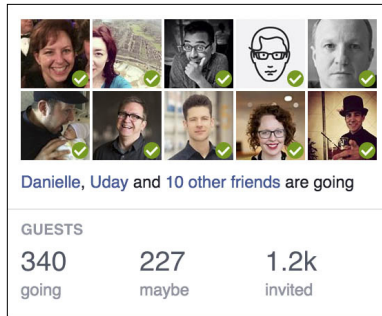 Danielle, Uday and 10 other friends are going
GUESTS
340 227 1.2k
going maybe invited